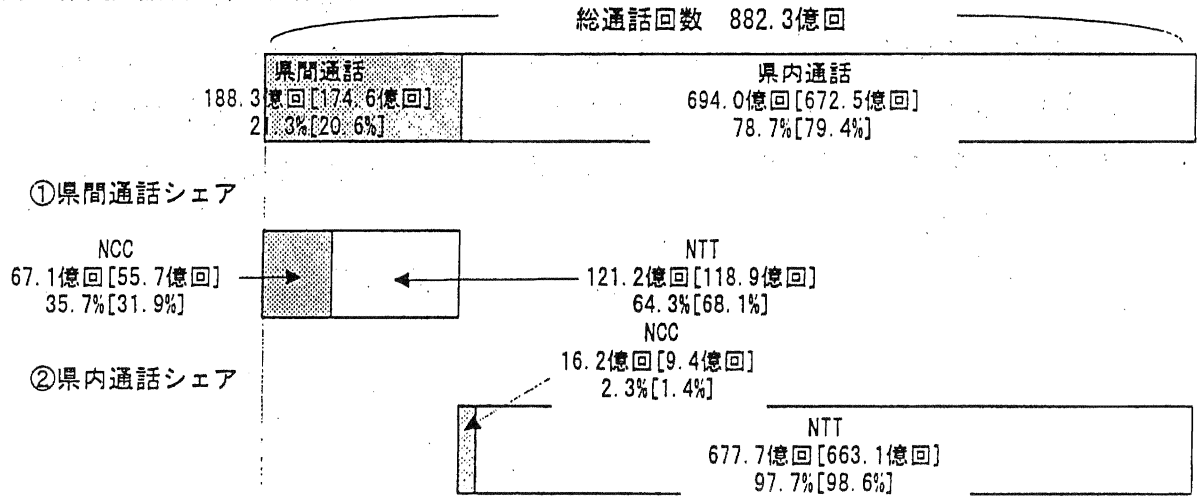 総通話回数　882.3億回
県間通話
188.3億回[174.6億回]
21.3%[20.6%]
県内通話
694.0億回[672.5億回]
78.7%[79.4%]
①県間通話シェア
NCC
67.1億回[55.7億回]
35.7%[31.9%]
NTT
121.2億回[118.9億回]
64.3%[68.1%]
②県内通話シェア
NCC
16.2億回[9.4億回]
2.3%[1.4%]
NTT
677.7億回[663.1億回]
97.7%[98.6%]